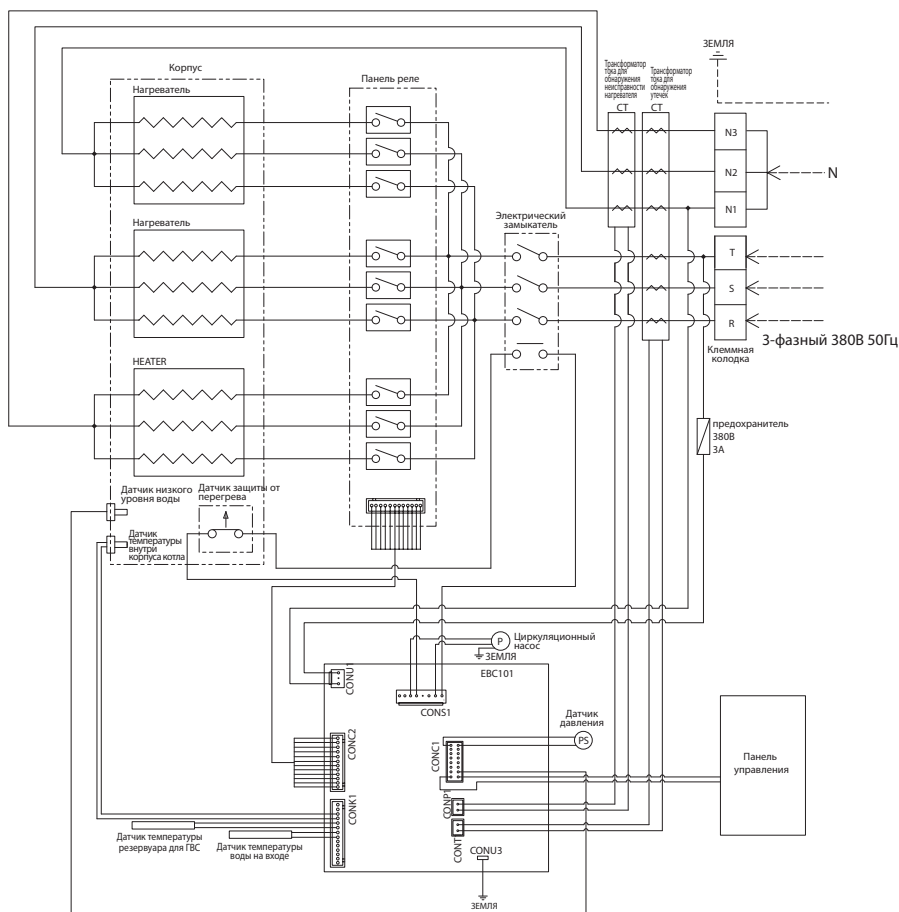 ЗЕМЛЯ
Корпус
Панель реле
Трансформатор
тока для
обнаружения
неисправности
нагревателя
CT
Трансформатор
тока для
обнаружения
утечек
CT
Нагреватель
N3
N2
N
N1
Нагреватель
Электрический
замыкатель
T
S
R
3-фазный 380В 50Гц
Клеммная
колодка
HEATER
предохранитель
380В
3А
Датчик низкого
уровня воды
Датчик защиты от
перегрева
Датчик
температуры
внутри
корпуса котла
P
Циркуляционный
насос
ЗЕМЛЯ
EBC101
CONU1
CONS1
Датчик
давления
PS
CONC2
CONC1
Панель
управления
CONK1
CONP1
CONT
Датчик температуры
резервуара для ГВС
Датчик температуры
воды на входе
CONU3
ЗЕМЛЯ